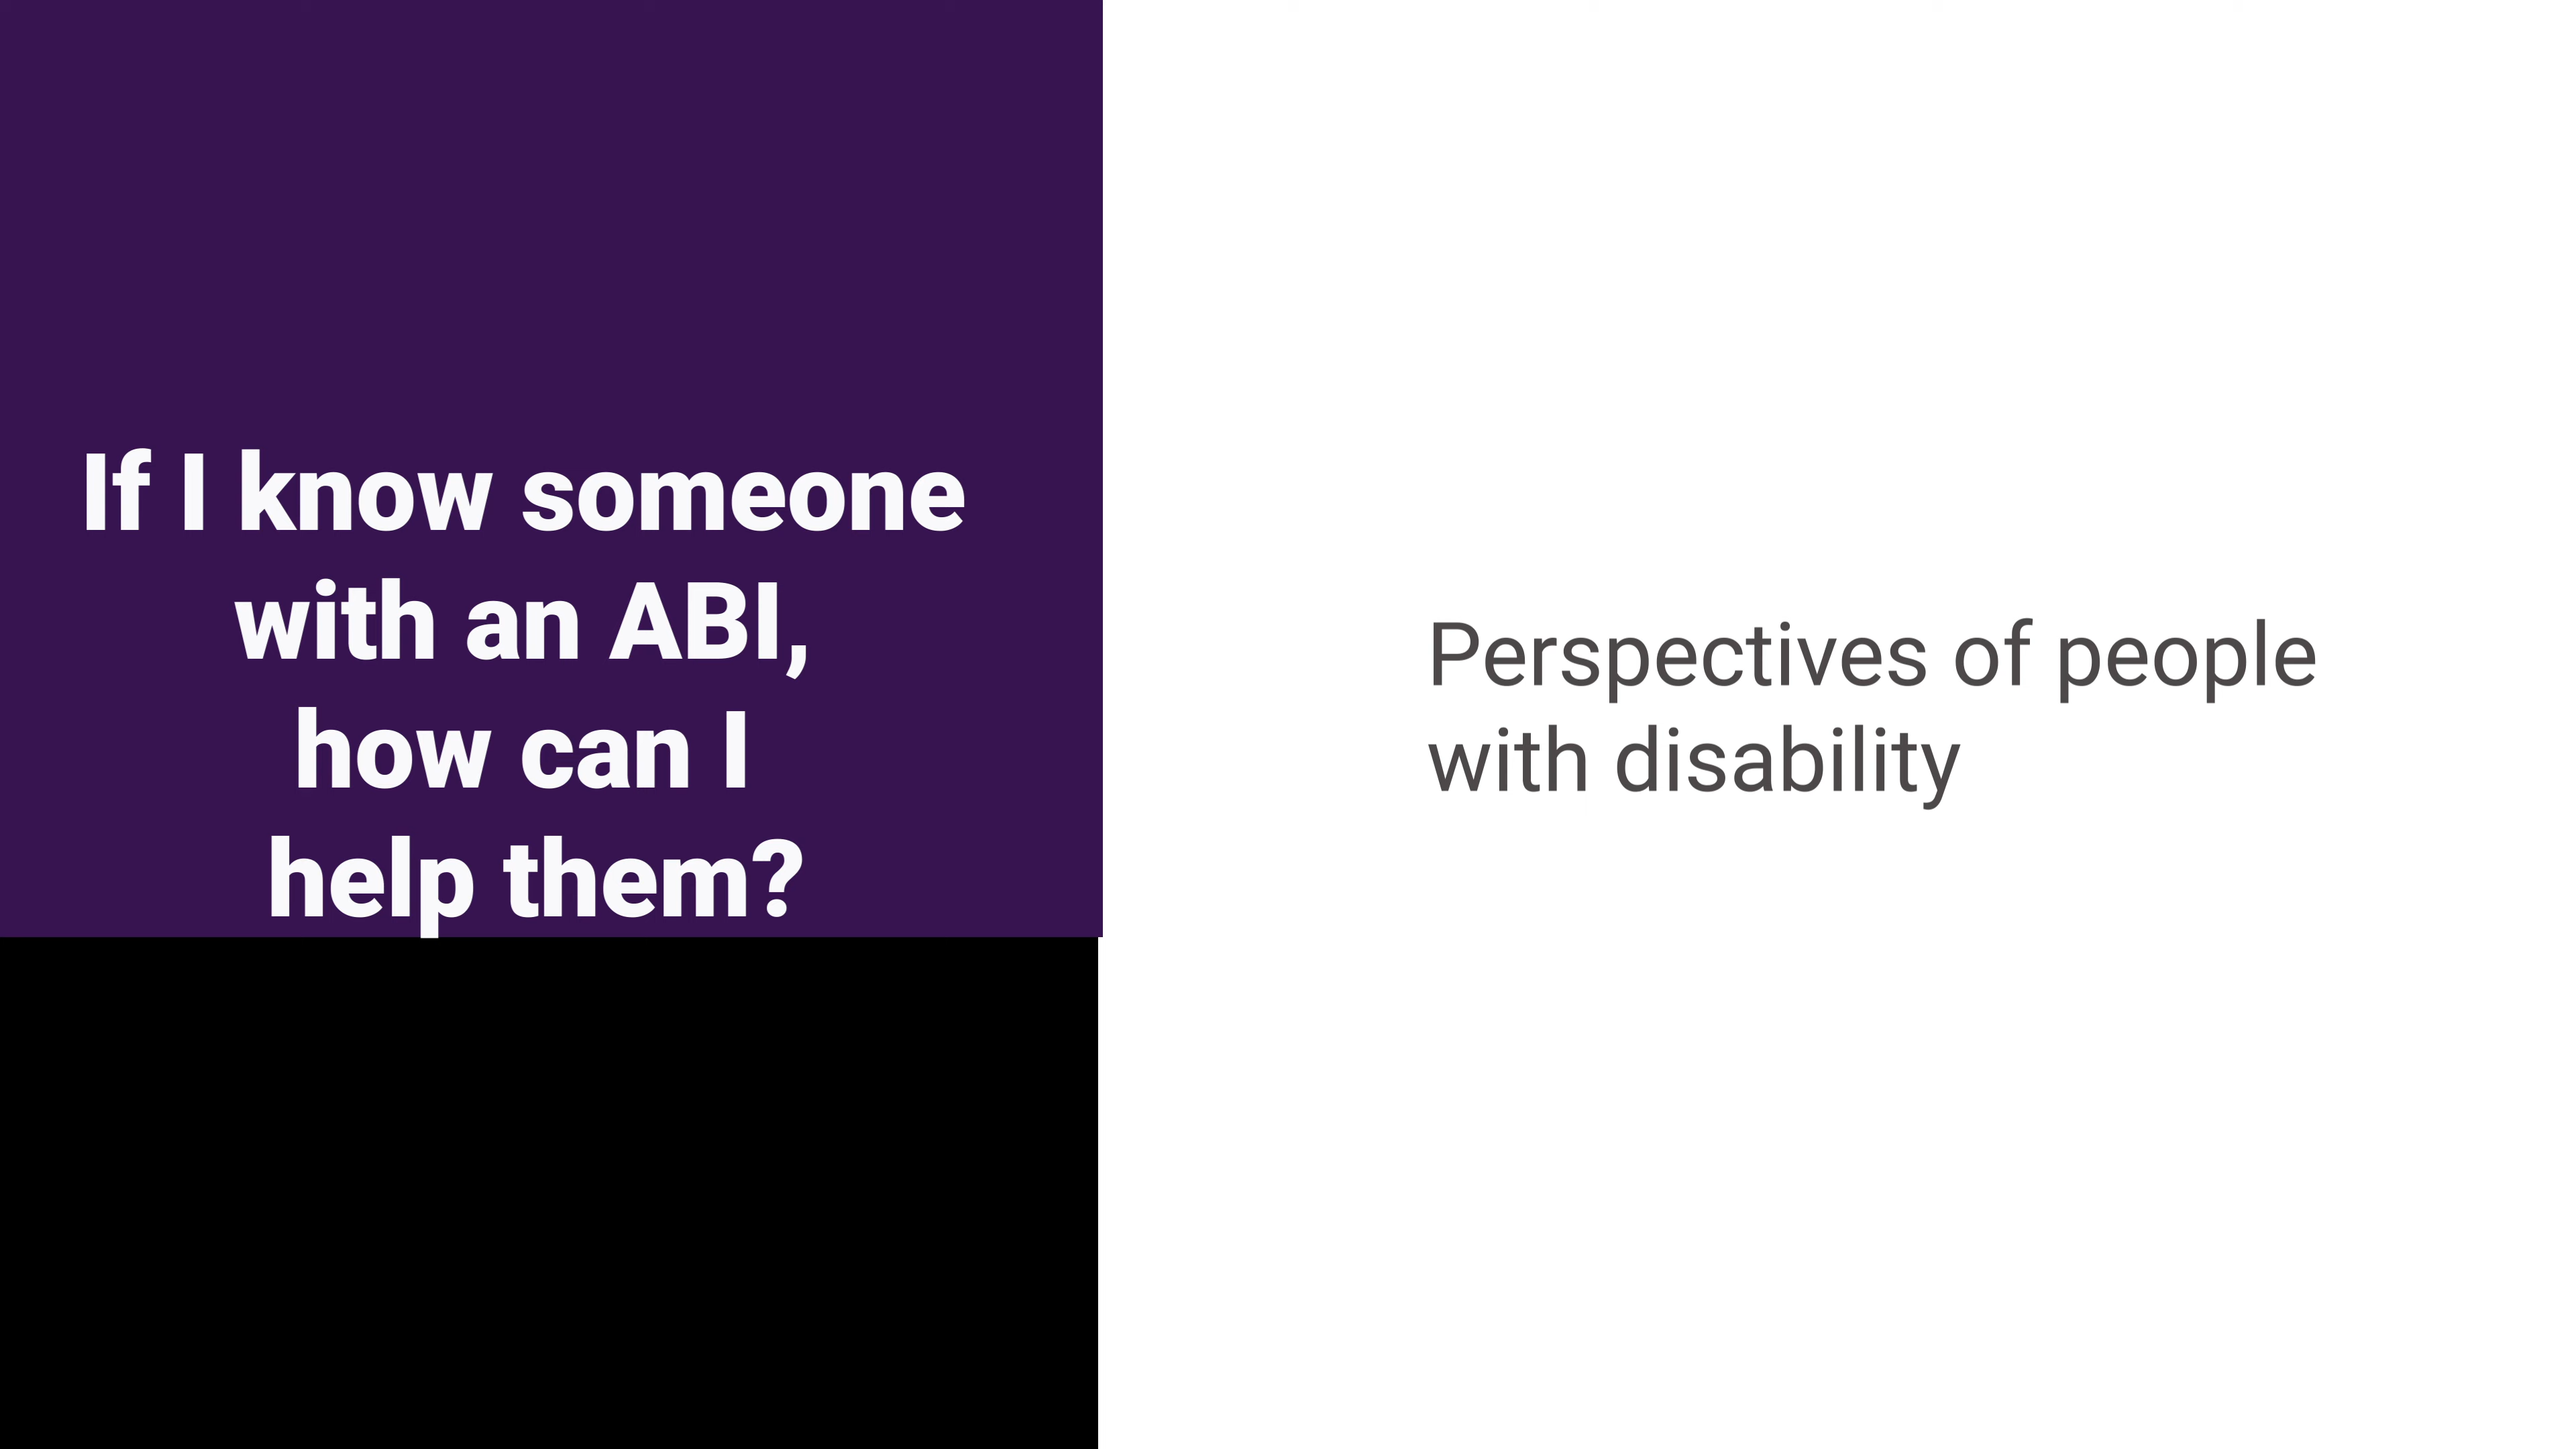 If I know someone
with an ABI,
how can I
help them?
Perspectives of people
with disability